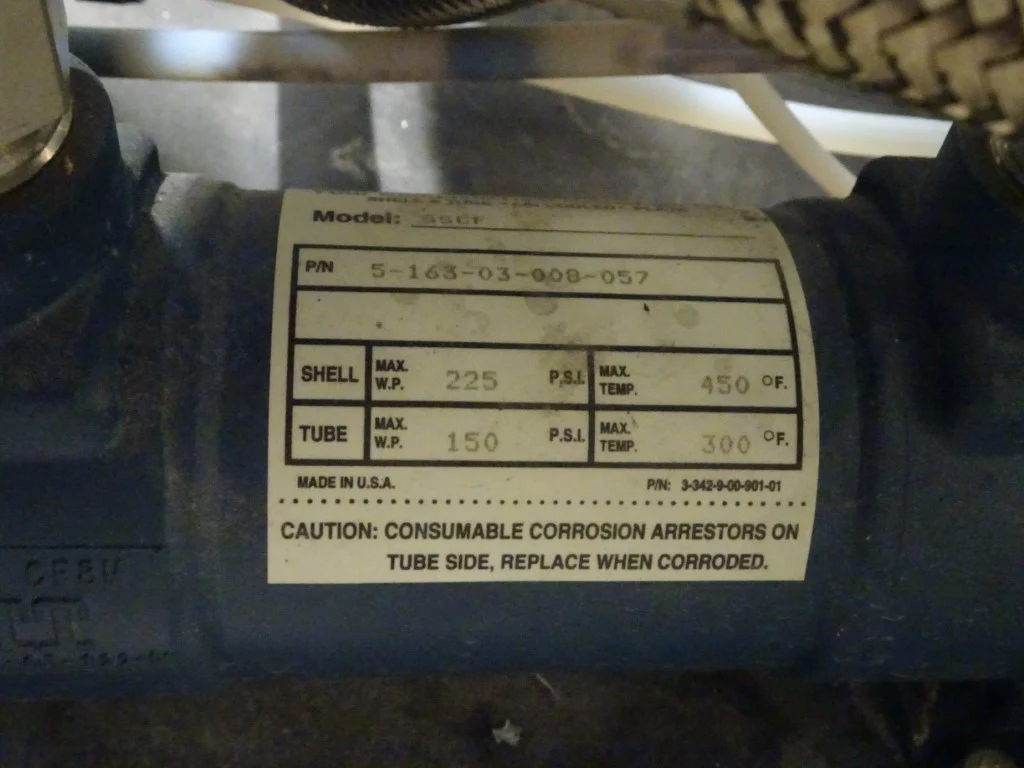 Model: SSCF
P/N 5-163-03-008-057
SHELL MAX. W.P. 225 P.S.I. MAX. TEMP. 450 °F.
TUBE MAX. W.P. 150 P.S.I. MAX. TEMP. 300 °F.
MADE IN U.S.A. P/N: 3-342-9-00-901-01
CAUTION: CONSUMABLE CORROSION ARRESTORS ON
TUBE SIDE, REPLACE WHEN CORRODED.
CF8M